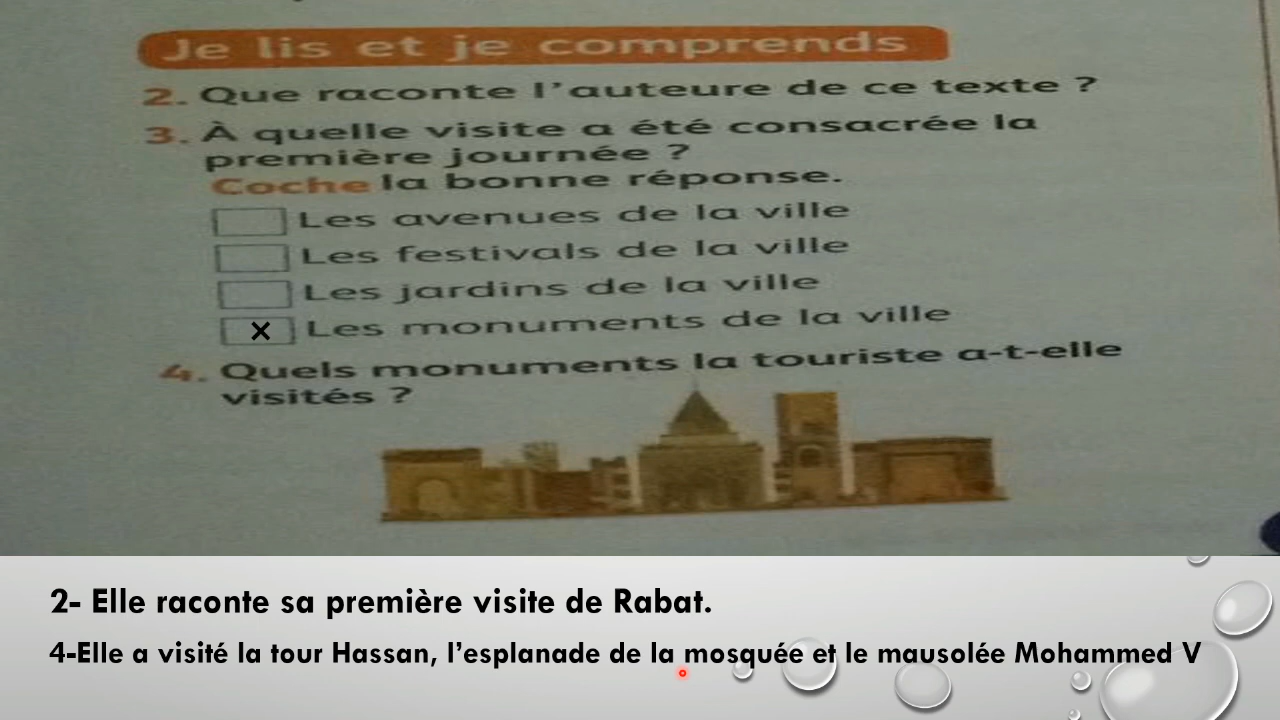 Je lis et je comprends
2. Que raconte l'auteure de ce texte ?
3. À quelle visite a été consacrée la
première journée ?
Coche la bonne réponse.
Les avenues de la ville
Les festivals de la ville
Les jardins de la ville
x Les monuments de la ville
4. Quels monuments la touriste a-t-elle
visités ?
2- Elle raconte sa première visite de Rabat.
4-Elle a visité la tour Hassan, l'esplanade de la mosquée et le mausolée Mohammed V